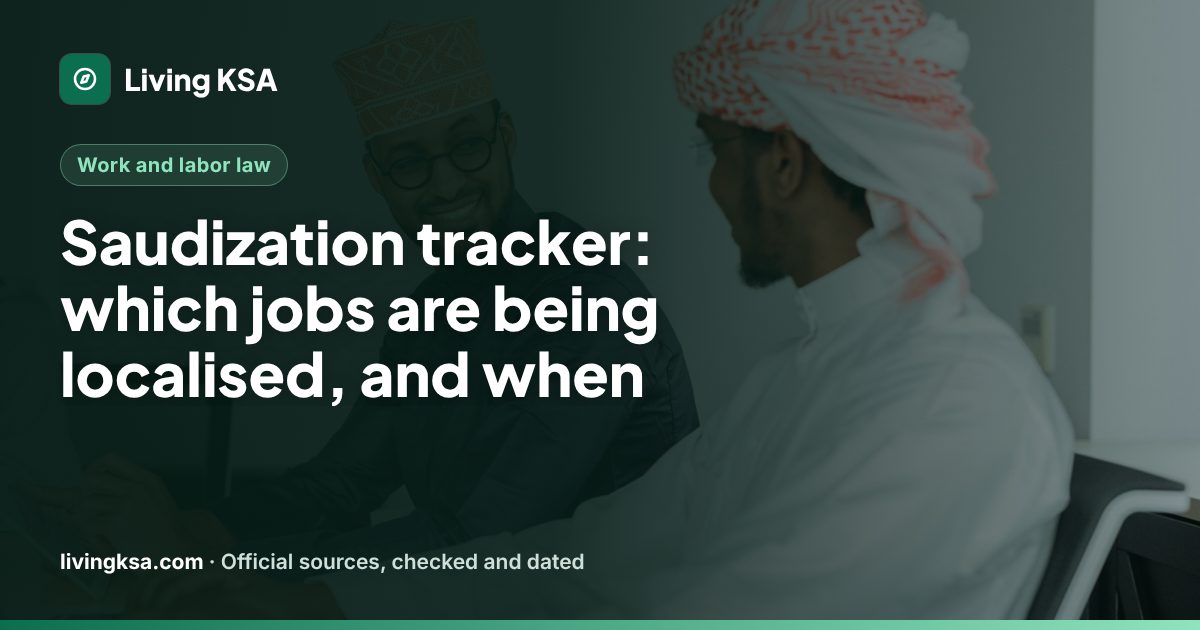 Living KSA
Work and labor law
Saudization tracker:
which jobs are being
localised, and when
livingksa.com · Official sources, checked and dated